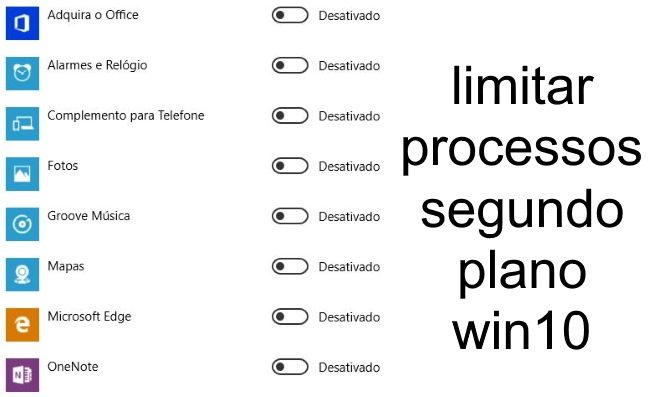 Adquira o Office Desativado
Alarmes e Relógio Desativado
Complemento para Telefone Desativado
Fotos Desativado
Groove Música Desativado
Mapas Desativado
Microsoft Edge Desativado
OneNote Desativado
limitar
processos
segundo
plano
win10